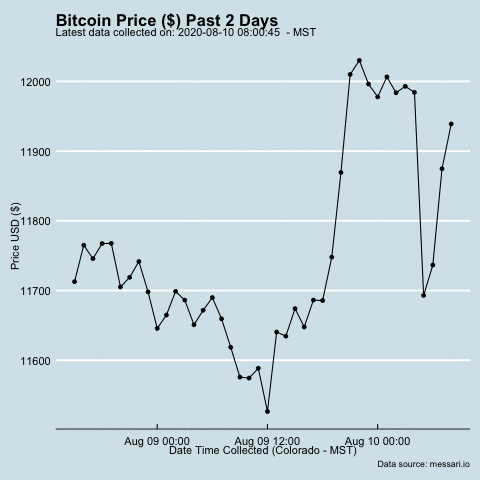 Bitcoin Price ($) Past 2 Days
Latest data collected on: 2020-08-10 08:00:45  - MST
12000
11900
11800
11700
11600
Price USD ($)
Aug 09 00:00 Aug 09 12:00 Aug 10 00:00
Date Time Collected (Colorado - MST)
Data source: messari.io